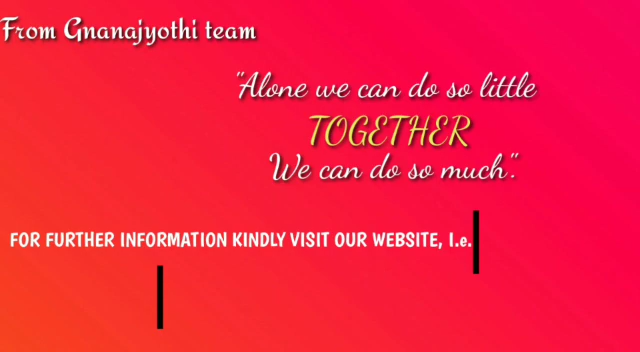 From Gnanajyothi team
"Alone we can do so little
TOGETHER
We can do so much".
FOR FURTHER INFORMATION KINDLY VISIT OUR WEBSITE, I.e.